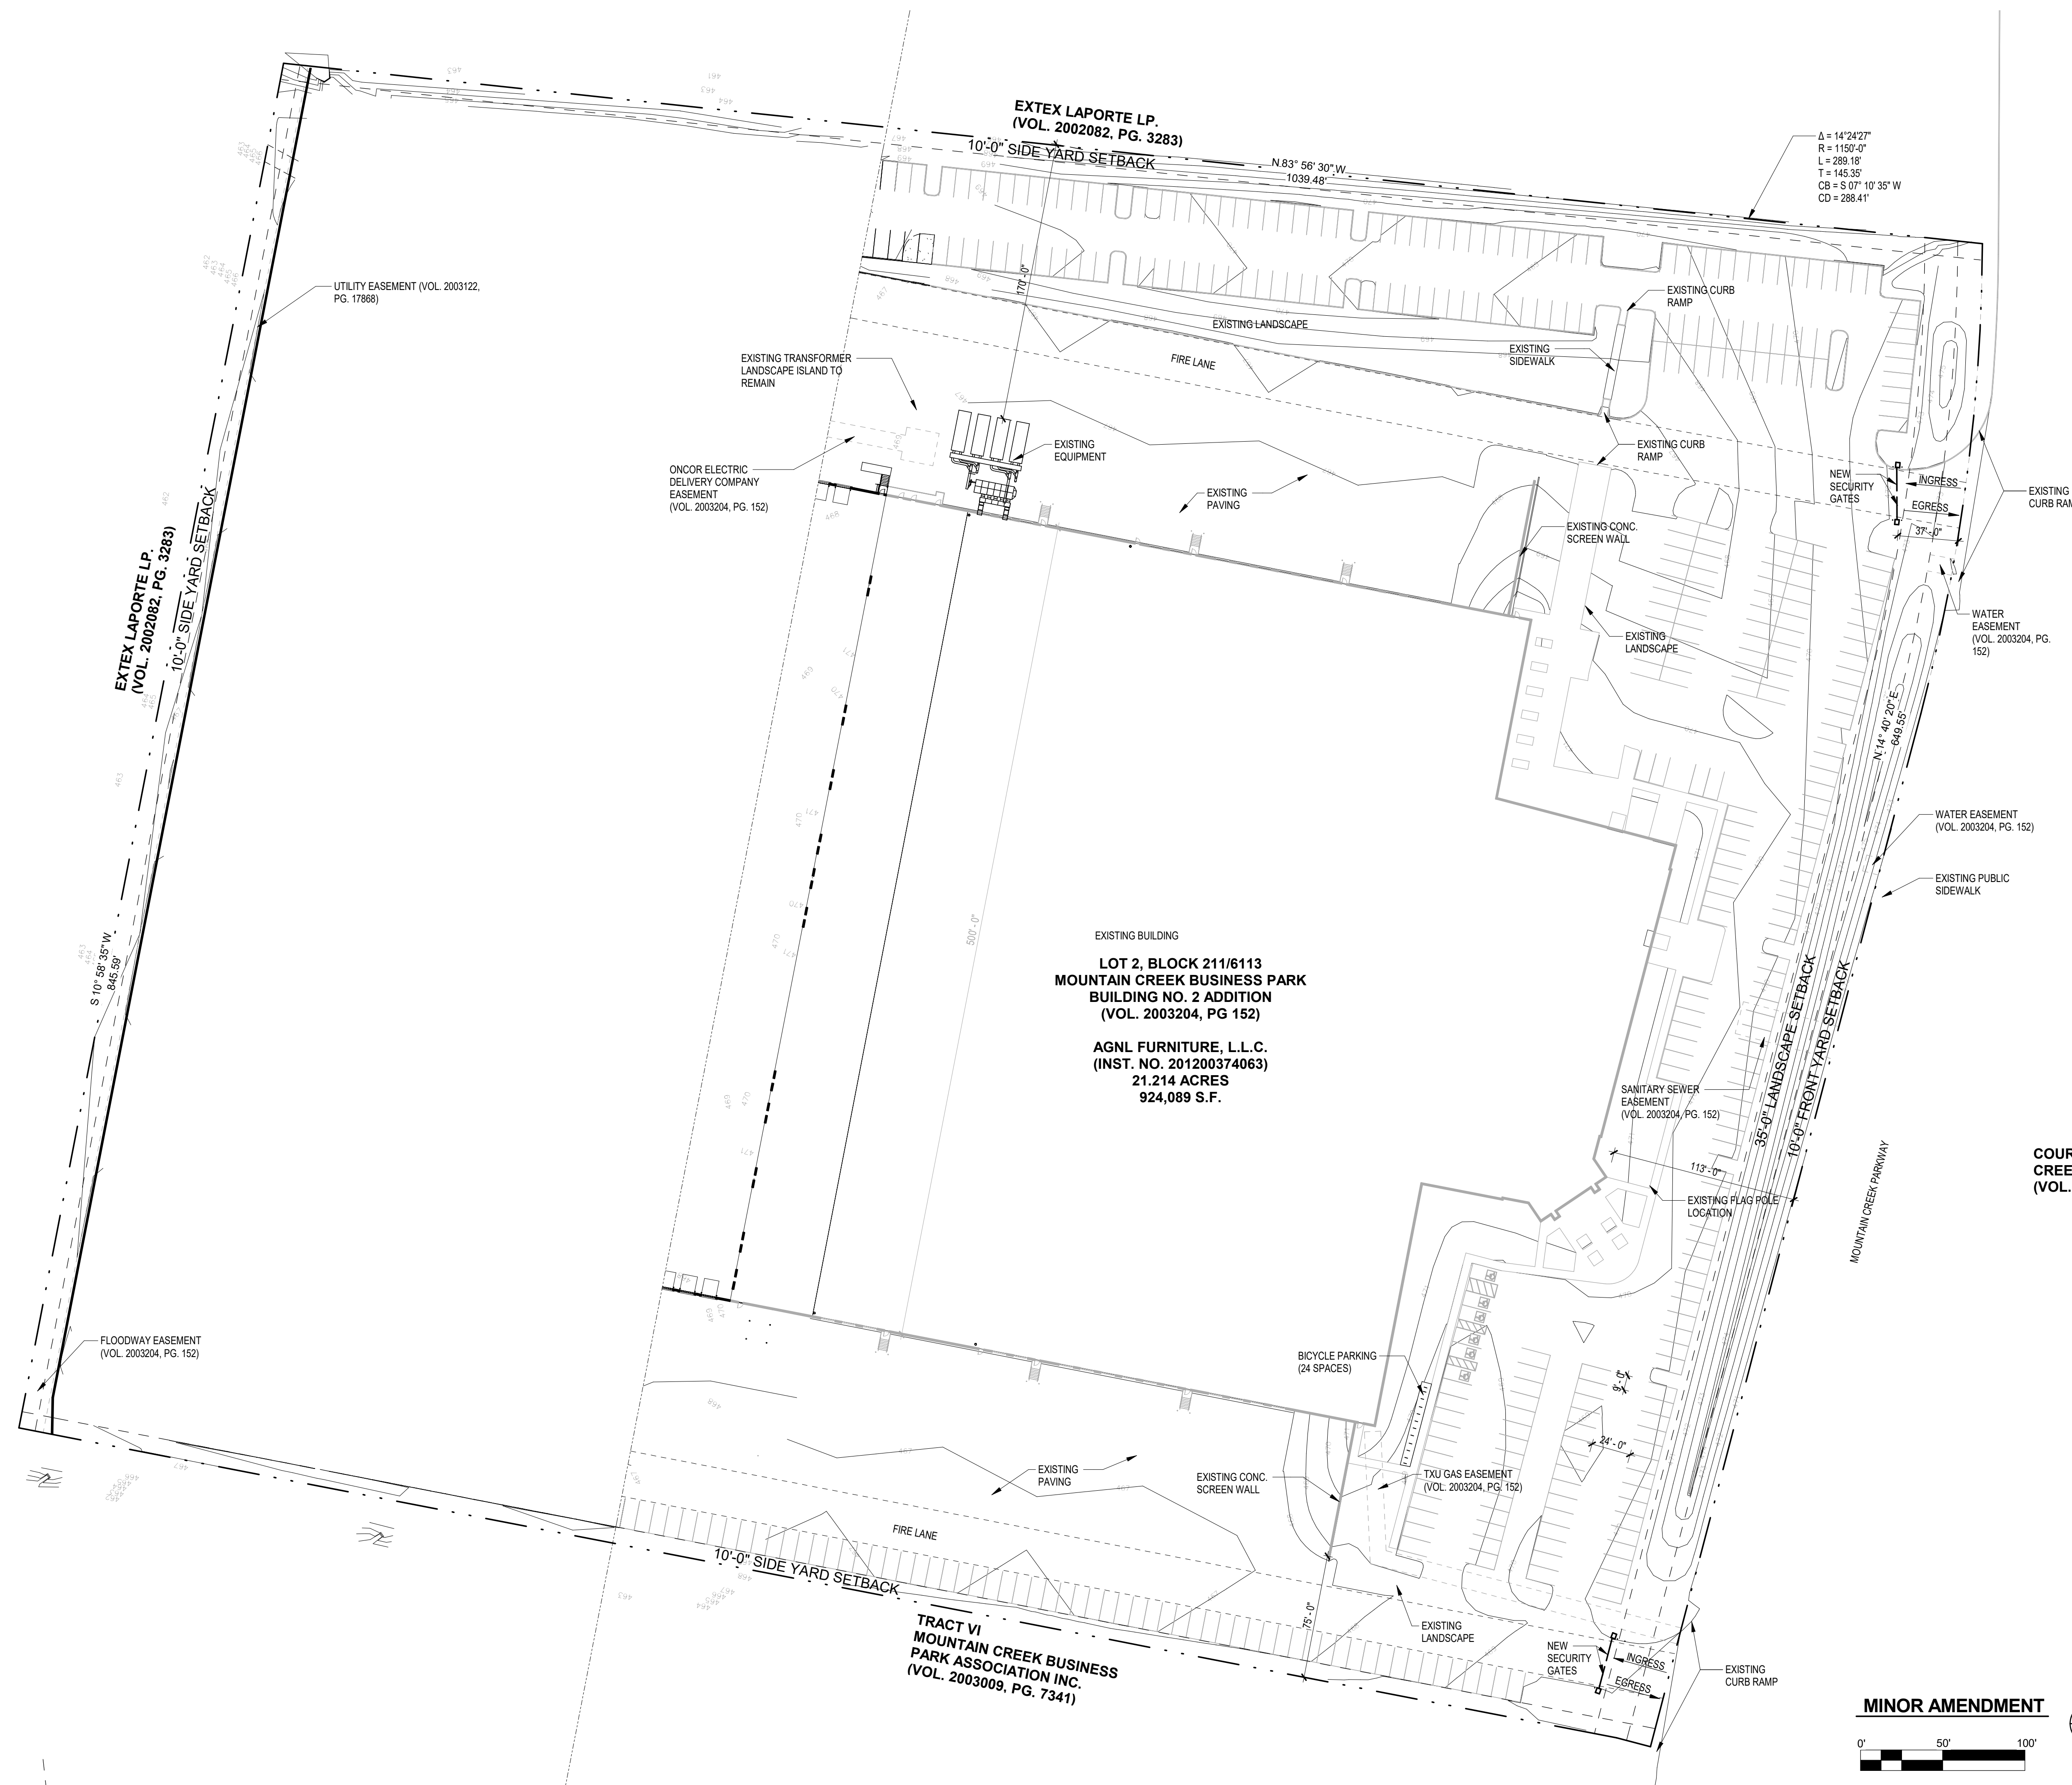 EXTEX LAPORTE LP.
(VOL. 2002082, PG. 3283)
10'-0" SIDE YARD SETBACK
N 83° 56' 30" W
1039.48'
Δ = 14°24'27"
R = 1150'-0"
L = 289.18'
T = 145.35'
CB = S 07° 10' 35" W
CD = 288.41'
UTILITY EASEMENT (VOL. 2003122,
PG. 17868)
170' - 0"
EXISTING CURB
RAMP
EXISTING LANDSCAPE
EXISTING
SIDEWALK
FIRE LANE
EXISTING TRANSFORMER
LANDSCAPE ISLAND TO
REMAIN
EXISTING
EQUIPMENT
EXISTING CURB
RAMP
ONCOR ELECTRIC
DELIVERY COMPANY
EASEMENT
(VOL. 2003204, PG. 152)
EXISTING
PAVING
NEW
SECURITY
GATES
INGRESS
EGRESS
37' - 0"
EXISTING
EXISTING CONC.
SCREEN WALL
EXTEX LAPORTE LP.
(VOL. 2002082, PG. 3283)
10'-0" SIDE YARD SETBACK
WATER
EASEMENT
(VOL. 2003204, PG.
152)
EXISTING
LANDSCAPE
N 14° 40' 20" E
649.55'
WATER EASEMENT
(VOL. 2003204, PG. 152)
EXISTING PUBLIC
SIDEWALK
500' - 0"
EXISTING BUILDING
LOT 2, BLOCK 211/6113
MOUNTAIN CREEK BUSINESS PARK
BUILDING NO. 2 ADDITION
(VOL. 2003204, PG 152)
AGNL FURNITURE, L.L.C.
(INST. NO. 201200374063)
21.214 ACRES
924,089 S.F.
S 10° 58' 35" W
845.59'
35'-0" LANDSCAPE SETBACK
10'-0" FRONT YARD SETBACK
SANITARY SEWER
EASEMENT
(VOL. 2003204, PG. 152)
113' - 0"
EXISTING FLAG POLE
LOCATION
MOUNTAIN CREEK PARKWAY
(VOL.
FLOODWAY EASEMENT
(VOL. 2003204, PG. 152)
BICYCLE PARKING
(24 SPACES)
9' - 0"
24' - 0"
EXISTING
PAVING
EXISTING CONC.
SCREEN WALL
TXU GAS EASEMENT
(VOL. 2003204, PG. 152)
FIRE LANE
10'-0" SIDE YARD SETBACK
75' - 0"
EXISTING
LANDSCAPE
TRACT VI
MOUNTAIN CREEK BUSINESS
PARK ASSOCIATION INC.
(VOL. 2003009, PG. 7341)
NEW
SECURITY
GATES
INGRESS
EGRESS
EXISTING
CURB RAMP
MINOR AMENDMENT
0' 50' 100'